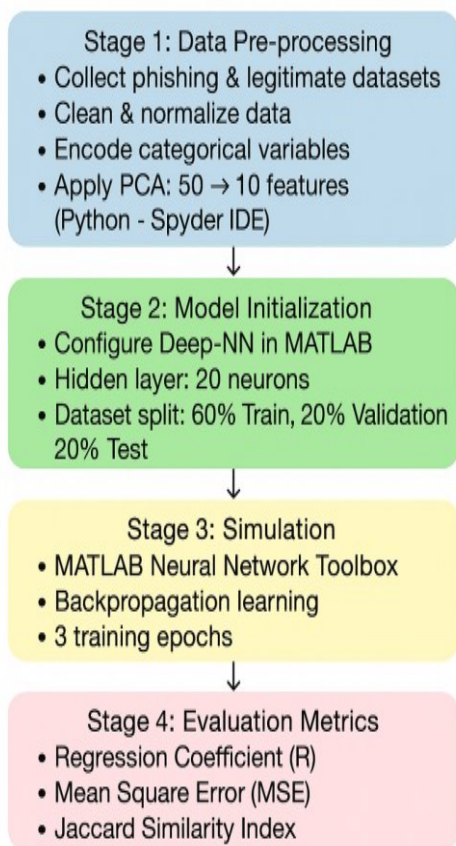 Stage 1: Data Pre-processing
• Collect phishing & legitimate datasets
• Clean & normalize data
• Encode categorical variables
• Apply PCA: 50 → 10 features
(Python - Spyder IDE)
Stage 2: Model Initialization
• Configure Deep-NN in MATLAB
• Hidden layer: 20 neurons
• Dataset split: 60% Train, 20% Validation
20% Test
Stage 3: Simulation
• MATLAB Neural Network Toolbox
• Backpropagation learning
• 3 training epochs
Stage 4: Evaluation Metrics
• Regression Coefficient (R)
• Mean Square Error (MSE)
• Jaccard Similarity Index